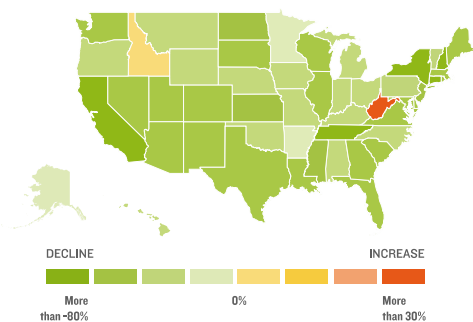 DECLINE INCREASE
More 0% More
than -80% than 30%